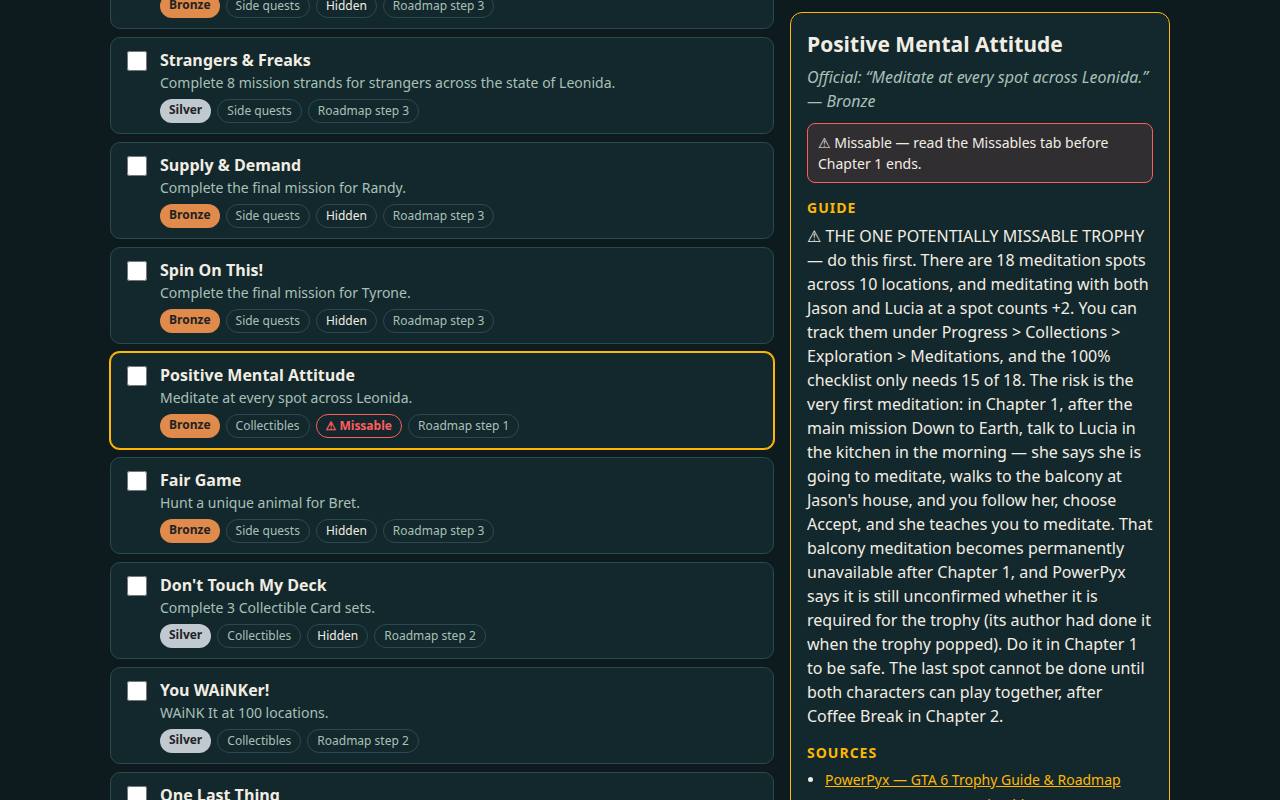 Bronze Side quests Hidden Roadmap step 3
Strangers & Freaks
Complete 8 mission strands for strangers across the state of Leonida.
Silver Side quests Roadmap step 3
Supply & Demand
Complete the final mission for Randy.
Bronze Side quests Hidden Roadmap step 3
Spin On This!
Complete the final mission for Tyrone.
Bronze Side quests Hidden Roadmap step 3
Positive Mental Attitude
Meditate at every spot across Leonida.
Bronze Collectibles ⚠ Missable Roadmap step 1
Fair Game
Hunt a unique animal for Bret.
Bronze Side quests Hidden Roadmap step 3
Don't Touch My Deck
Complete 3 Collectible Card sets.
Silver Collectibles Hidden Roadmap step 2
You WAiNKer!
WAiNK It at 100 locations.
Silver Collectibles Roadmap step 2
One Last Thing
Positive Mental Attitude
Official: “Meditate at every spot across Leonida.”
— Bronze
⚠ Missable — read the Missables tab before
Chapter 1 ends.
GUIDE
⚠ THE ONE POTENTIALLY MISSABLE TROPHY
— do this first. There are 18 meditation spots
across 10 locations, and meditating with both
Jason and Lucia at a spot counts +2. You can
track them under Progress > Collections >
Exploration > Meditations, and the 100%
checklist only needs 15 of 18. The risk is the
very first meditation: in Chapter 1, after the
main mission Down to Earth, talk to Lucia in
the kitchen in the morning — she says she is
going to meditate, walks to the balcony at
Jason's house, and you follow her, choose
Accept, and she teaches you to meditate. That
balcony meditation becomes permanently
unavailable after Chapter 1, and PowerPyx
says it is still unconfirmed whether it is
required for the trophy (its author had done it
when the trophy popped). Do it in Chapter 1
to be safe. The last spot cannot be done until
both characters can play together, after
Coffee Break in Chapter 2.
SOURCES
• PowerPyx — GTA 6 Trophy Guide & Roadmap